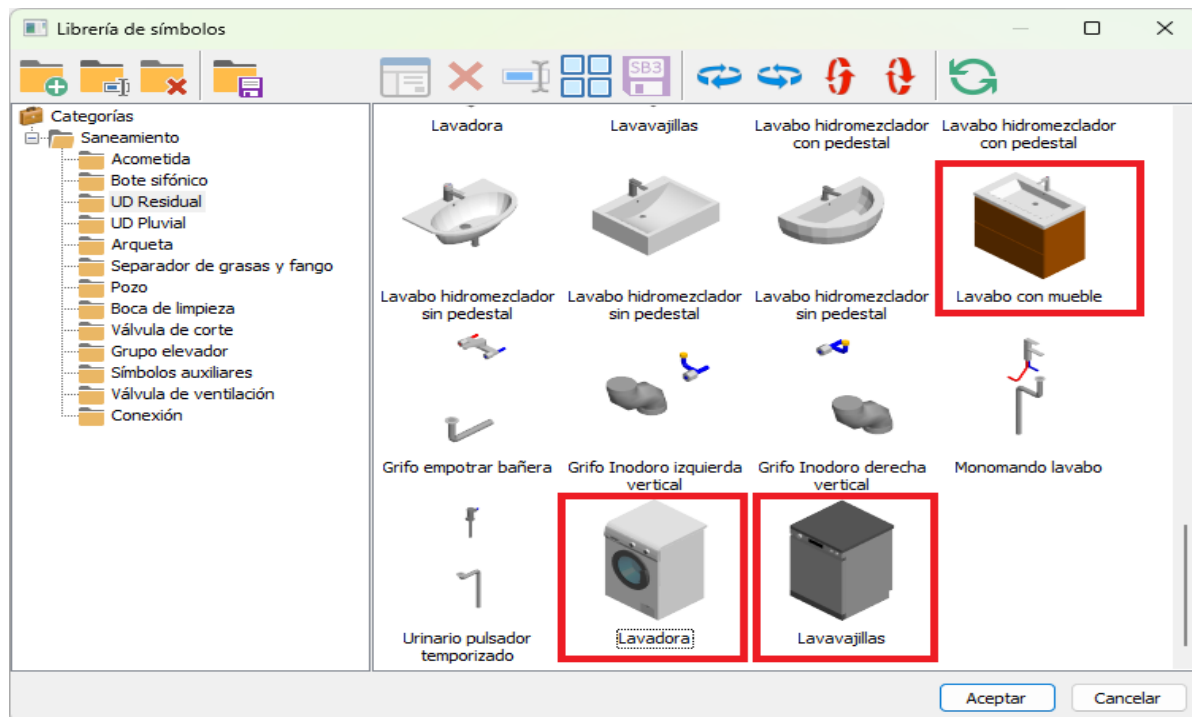 Librería de símbolos
SB3
Categorías
Saneamiento
Acometida
Bote sifónico
UD Residual
UD Pluvial
Arqueta
Separador de grasas y fango
Pozo
Boca de limpieza
Válvula de corte
Grupo elevador
Símbolos auxiliares
Válvula de ventilación
Conexión
Lavadora
Lavavajillas
Lavabo hidromezclador
con pedestal
Lavabo hidromezclador
con pedestal
Lavabo hidromezclador
sin pedestal
Lavabo hidromezclador
sin pedestal
Lavabo hidromezclador
sin pedestal
Lavabo con mueble
Grifo empotrar bañera
Grifo Inodoro izquierda
vertical
Grifo Inodoro derecha
vertical
Monomando lavabo
Urinario pulsador
temporizado
Lavadora
Lavavajillas
Aceptar
Cancelar